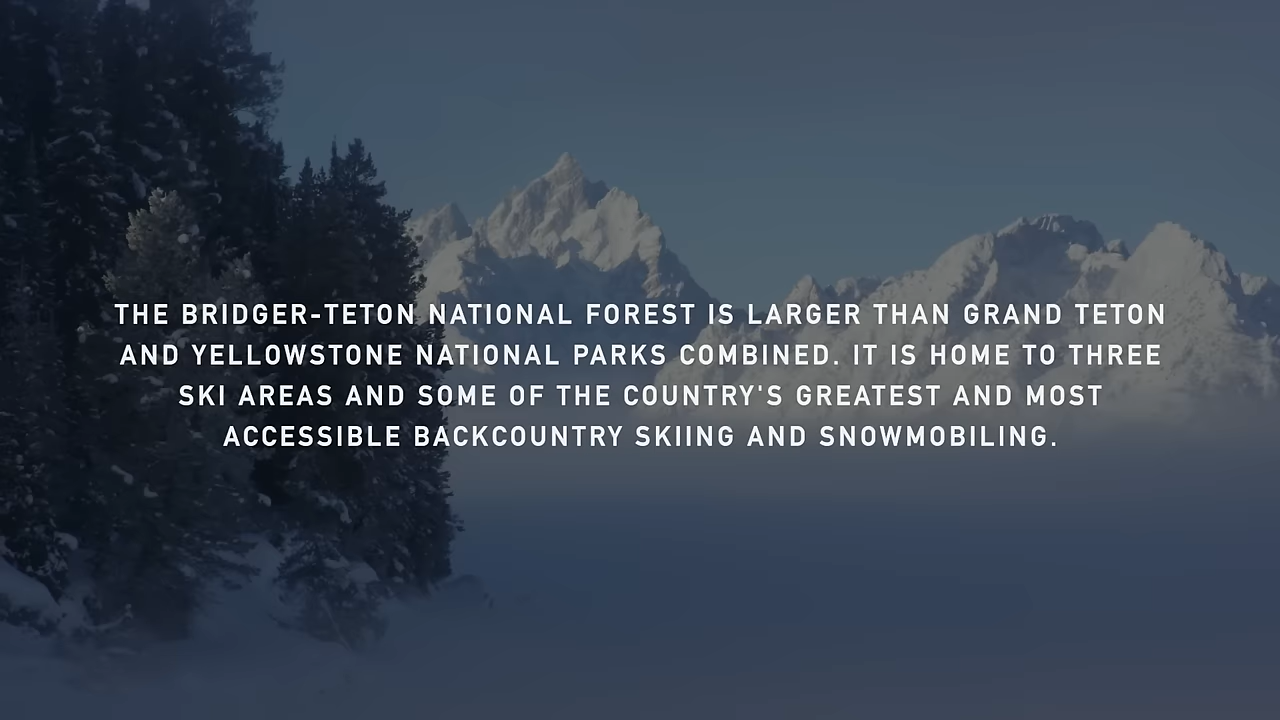 THE BRIDGER-TETON NATIONAL FOREST IS LARGER THAN GRAND TETON
AND YELLOWSTONE NATIONAL PARKS COMBINED. IT IS HOME TO THREE
SKI AREAS AND SOME OF THE COUNTRY'S GREATEST AND MOST
ACCESSIBLE BACKCOUNTRY SKIING AND SNOWMOBILING.